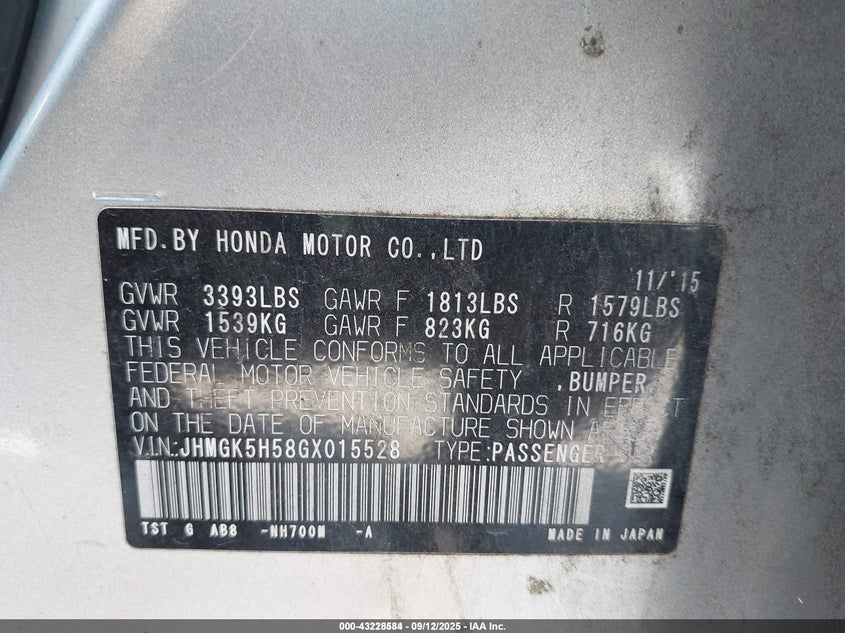 MFD.BY HONDA MOTOR CO.,LTD
11/'15
GVWR 3393LBS GAWR F 1813LBS R 1579LBS
GVWR 1539KG GAWR F 823KG R 716KG
THIS VEHICLE CONFORMS TO ALL APPLICABLE
FEDERAL MOTOR VEHICLE SAFETY ,BUMPER,
AND THEFT PREVENTION STANDARDS IN EFFECT
ON THE DATE OF MANUFACTURE SHOWN
V.IN:JHMGK5H58GX015528 TYPE:PASSENGER
TST G AB8 -NH700M -A MADE IN JAPAN
000-43228584 - 09/12/2025 - IAA Inc.